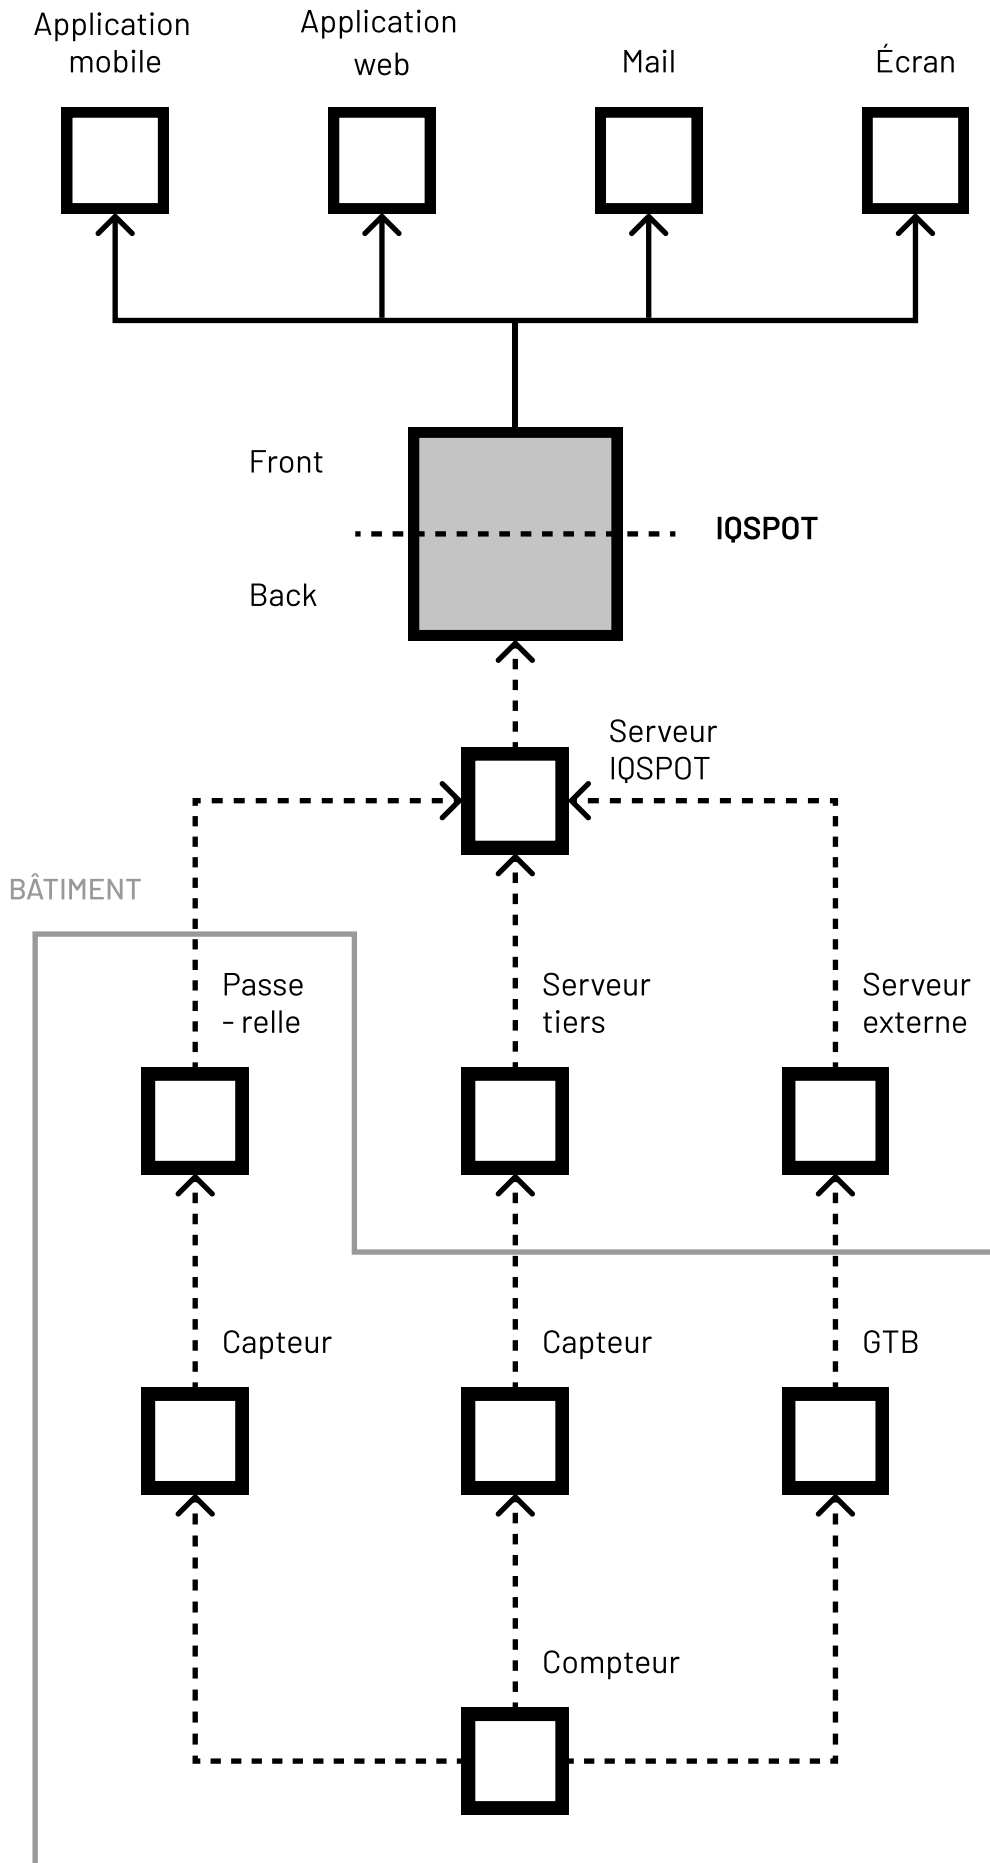 Application
mobile
Application
web
Mail
Écran
Front
IQSPOT
Back
Serveur
IQSPOT
BÂTIMENT
Passe
- relle
Serveur
tiers
Serveur
externe
Capteur
Capteur
GTB
Compteur